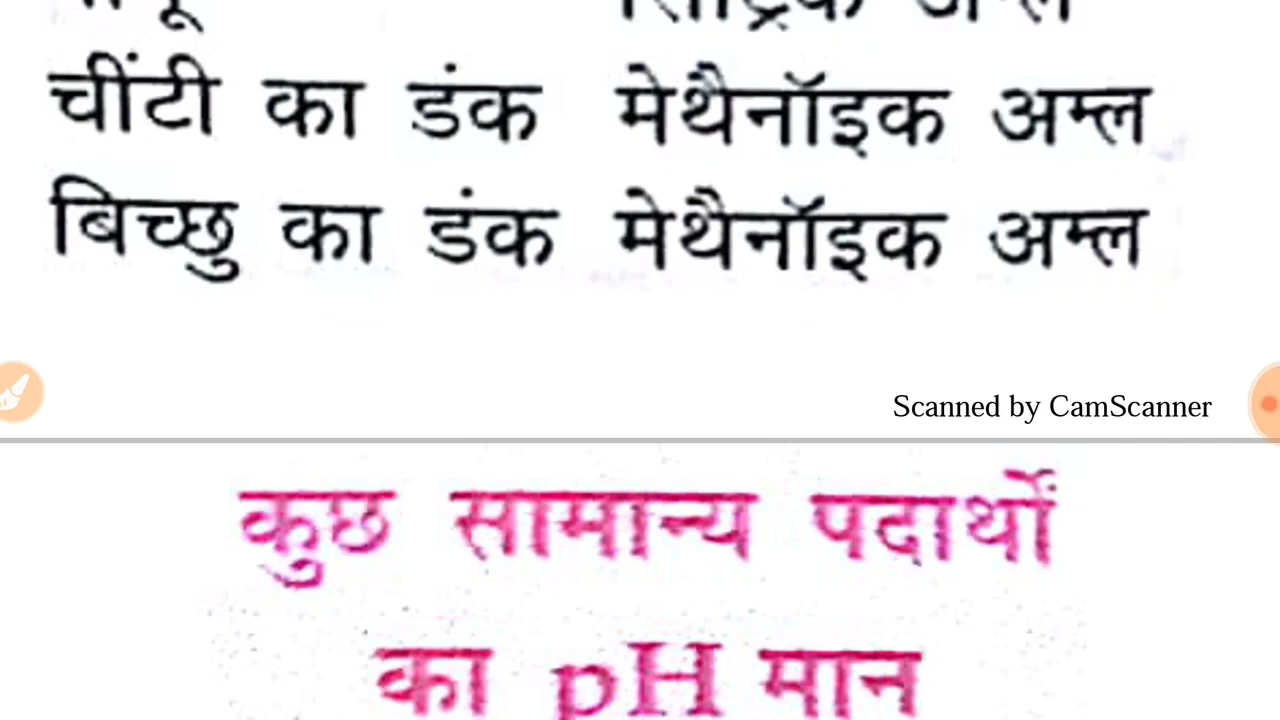 चींटी का डंक मेथैनॉइक अम्ल
बिच्छु का डंक मेथैनॉइक अम्ल
Scanned by CamScanner
कुछ सामान्य पदार्थों
का pH मान